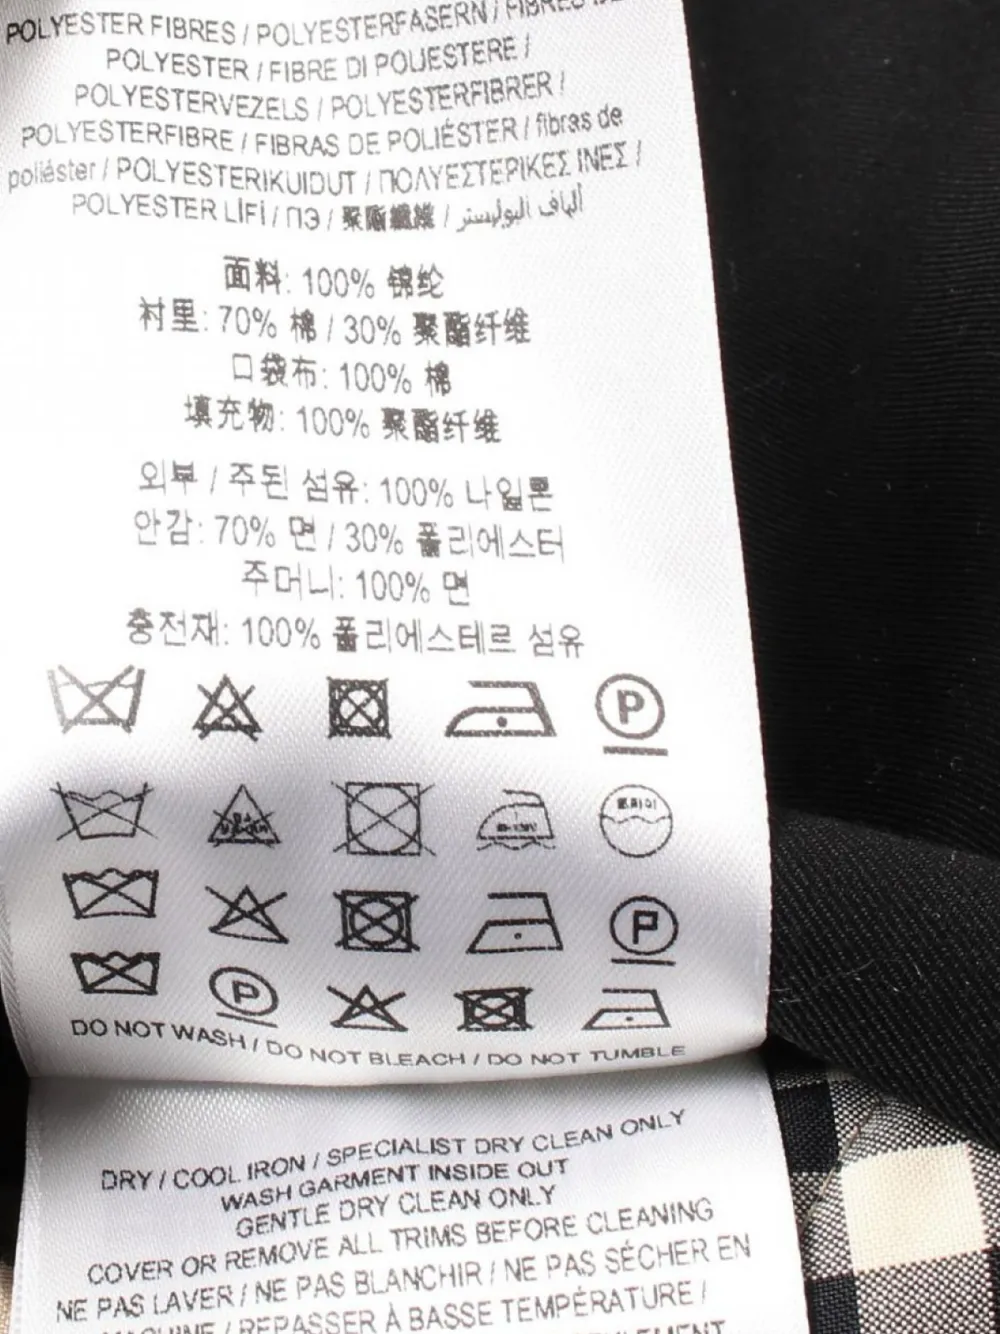 POLYESTER FIBRES / POLYESTERFASERN / FIBRES DE
POLYESTER / FIBRE DI POLIESTERE /
POLYESTERVEZELS / POLYESTERFIBRER /
POLYESTERFIBRE / FIBRAS DE POLIÉSTER / fibras de
poliéster / POLYESTERIKUIDUT / ΠΟΛΥΕΣΤΕΡΙΚΕΣ ΙΝΕΣ /
POLYESTER LİFİ / ПЭ / 聚酯纖維 / ألياف البوليستر
面料: 100% 锦纶
衬里: 70% 棉 / 30% 聚酯纤维
口袋布: 100% 棉
填充物: 100% 聚酯纤维
외부 / 주된 섬유: 100% 나일론
안감: 70% 면 / 30% 폴리에스터
주머니: 100% 면
충전재: 100% 폴리에스테르 섬유
P
P
P
DO NOT WASH / DO NOT BLEACH / DO NOT TUMBLE
DRY / COOL IRON / SPECIALIST DRY CLEAN ONLY
WASH GARMENT INSIDE OUT
GENTLE DRY CLEAN ONLY
COVER OR REMOVE ALL TRIMS BEFORE CLEANING
NE PAS LAVER / NE PAS BLANCHIR / NE PAS SÉCHER EN
MACHINE / REPASSER À BASSE TEMPÉRATURE /